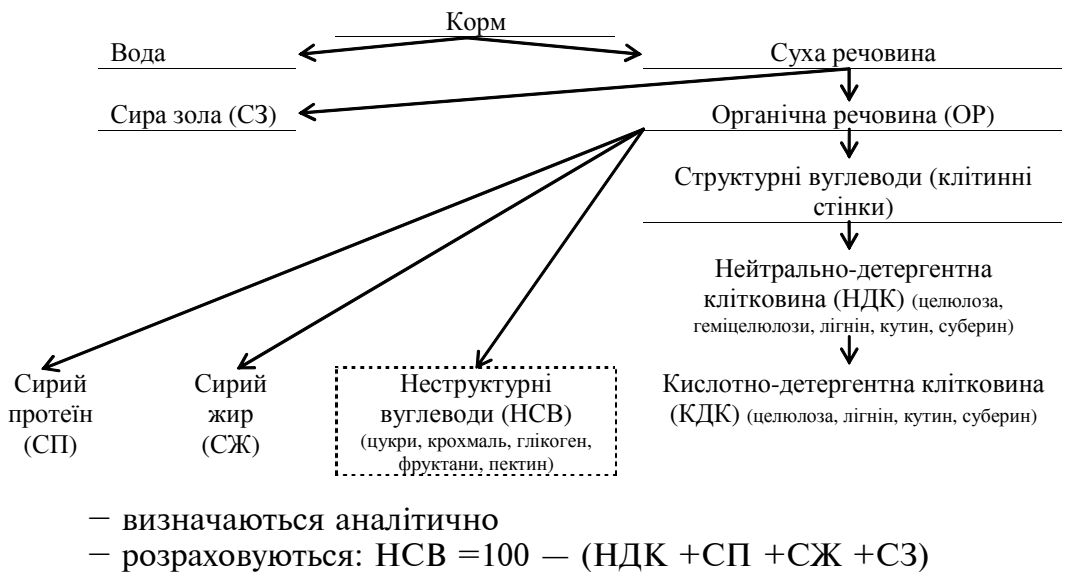 Корм
Вода
Суха речовина
Сира зола (СЗ)
Органічна речовина (ОР)
Структурні вуглеводи (клітинні
стінки)
Нейтрально-детергентна
клітковина (НДК) (целюлоза,
геміцелюлози, лігнін, кутин, суберин)
Сирий
протеїн
(СП)
Сирий
жир
(СЖ)
Неструктурні
вуглеводи (НСВ)
(цукри, крохмаль, глікоген,
фруктани, пектин)
Кислотно-детергентна клітковина
(КДК) (целюлоза, лігнін, кутин, суберин)
– визначаються аналітично
– розраховуються: НСВ =100 – (НДК +СП +СЖ +СЗ)